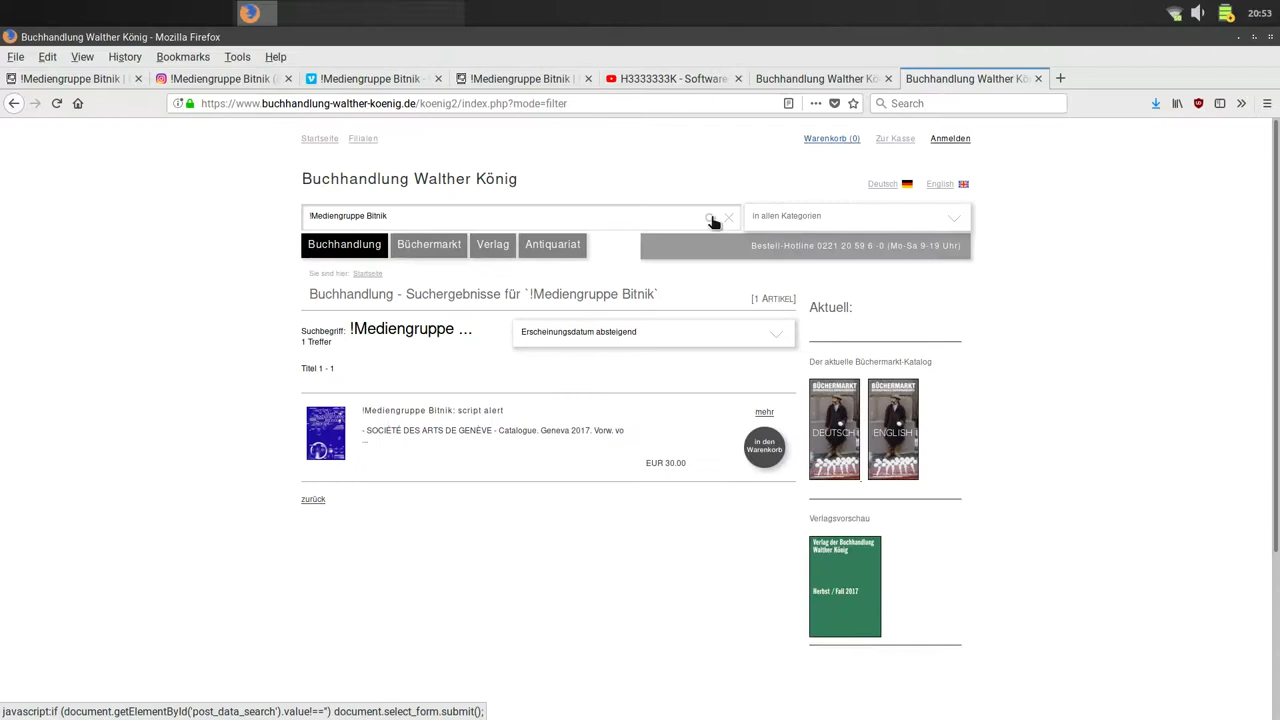 20:53
Buchhandlung Walther König - Mozilla Firefox
File Edit View History Bookmarks Tools Help
!Mediengruppe Bitnik |
!Mediengruppe Bitnik (
!Mediengruppe Bitnik -
!Mediengruppe Bitnik |
H3333333K - Software
Buchhandlung Walther Kö
Buchhandlung Walther Kö
https://www.buchhandlung-walther-koenig.de/koenig2/index.php?mode=filter
Search
Startseite Filialen
Warenkorb (0) Zur Kasse Anmelden
Buchhandlung Walther König
Deutsch English
!Mediengruppe Bitnik
in allen Kategorien
Buchhandlung Büchermarkt Verlag Antiquariat
Bestell-Hotline 0221 20 59 6 -0 (Mo-Sa 9-19 Uhr)
Sie sind hier: Startseite
Buchhandlung - Suchergebnisse für `!Mediengruppe Bitnik`
[1 ARTIKEL]
Aktuell:
Suchbegriff: !Mediengruppe ...
1 Treffer
Erscheinungsdatum absteigend
Titel 1 - 1
Der aktuelle Büchermarkt-Katalog
BÜCHERMARKT
DEUTSCH
BÜCHERMARKT
ENGLISH
!Mediengruppe Bitnik: script alert
mehr
- SOCIÉTÉ DES ARTS DE GENÈVE - Catalogue. Geneva 2017. Vorw. vo
...
in den
Warenkorb
EUR 30.00
zurück
Verlagsvorschau
Verlag der Buchhandlung
Walther König
Herbst / Fall 2017
javascript:if (document.getElementById('post_data_search').value!=='') document.select_form.submit();